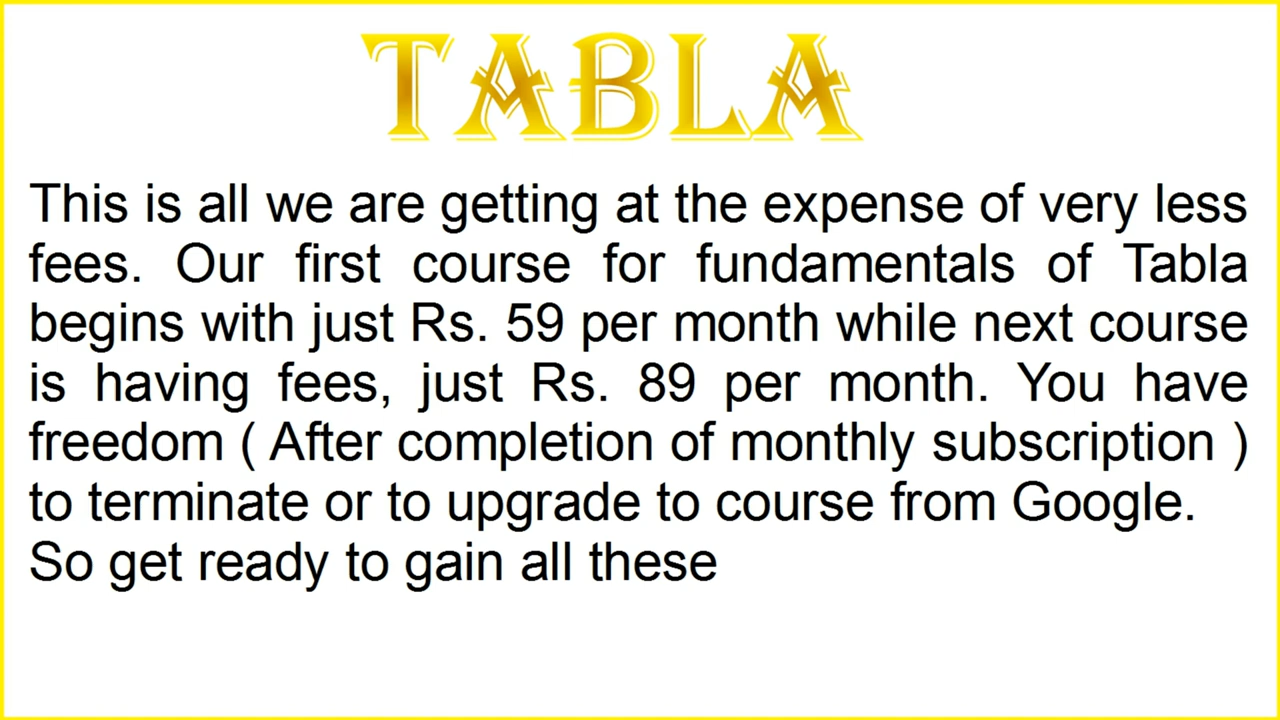 TABLA
This is all we are getting at the expense of very less
fees. Our first course for fundamentals of Tabla
begins with just Rs. 59 per month while next course
is having fees, just Rs. 89 per month. You have
freedom ( After completion of monthly subscription )
to terminate or to upgrade to course from Google.
So get ready to gain all these